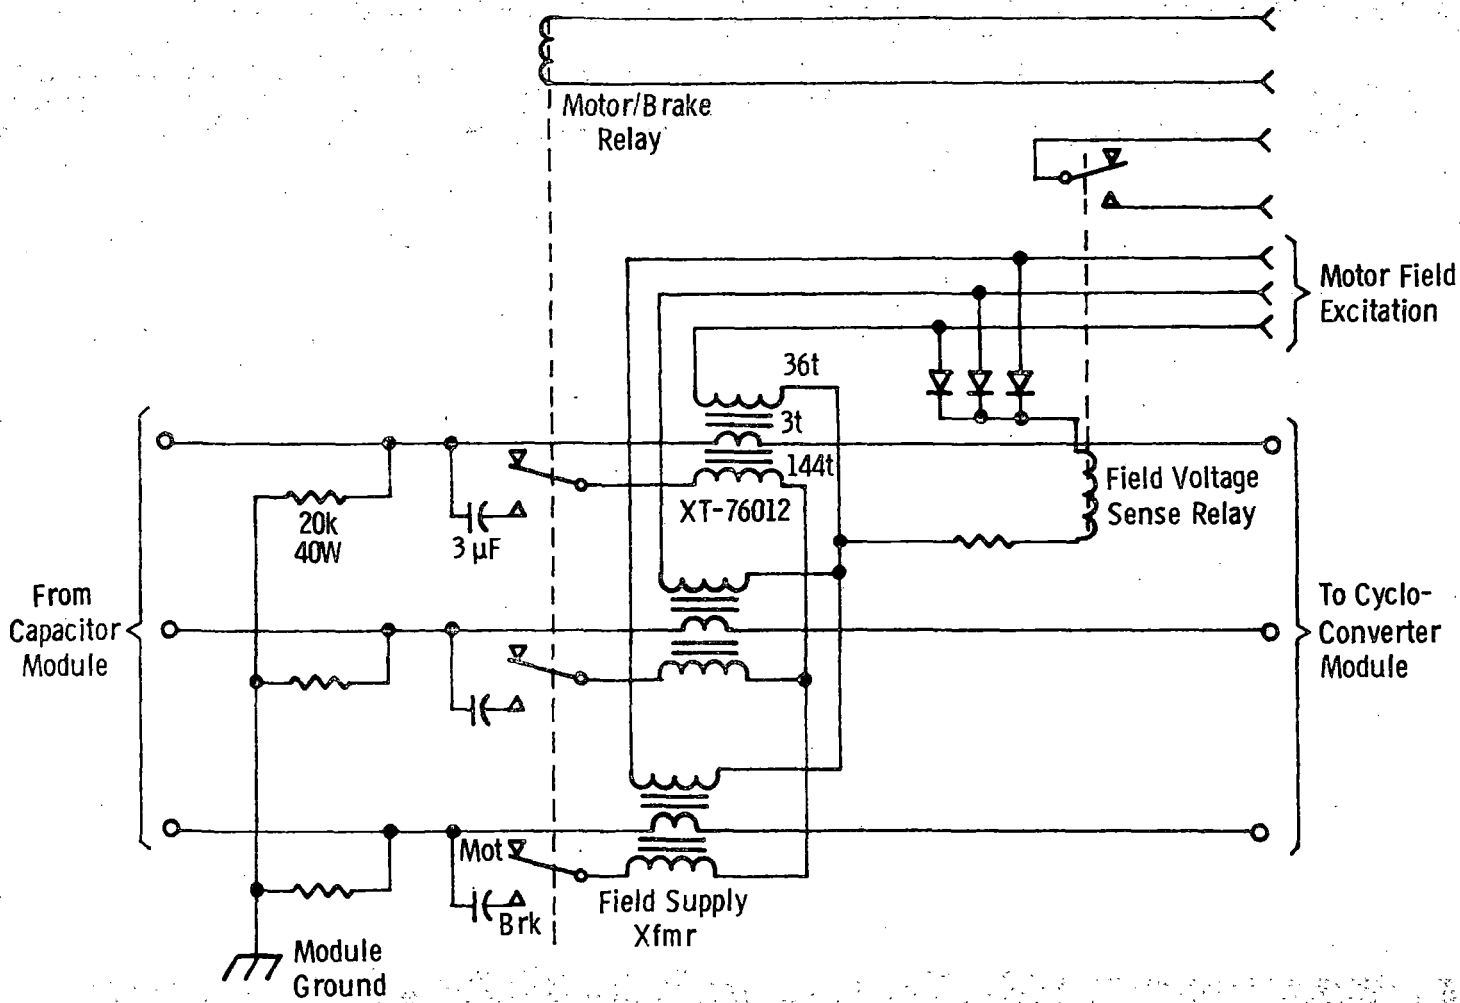 Motor/Brake
Relay
Motor Field
Excitation
36t
3t
144t
XT-76012
Field Voltage
Sense Relay
20k
40W
3 µF
From
Capacitor
Module
To Cyclo-
Converter
Module
Mot
Brk
Field Supply
Xfmr
Module
Ground